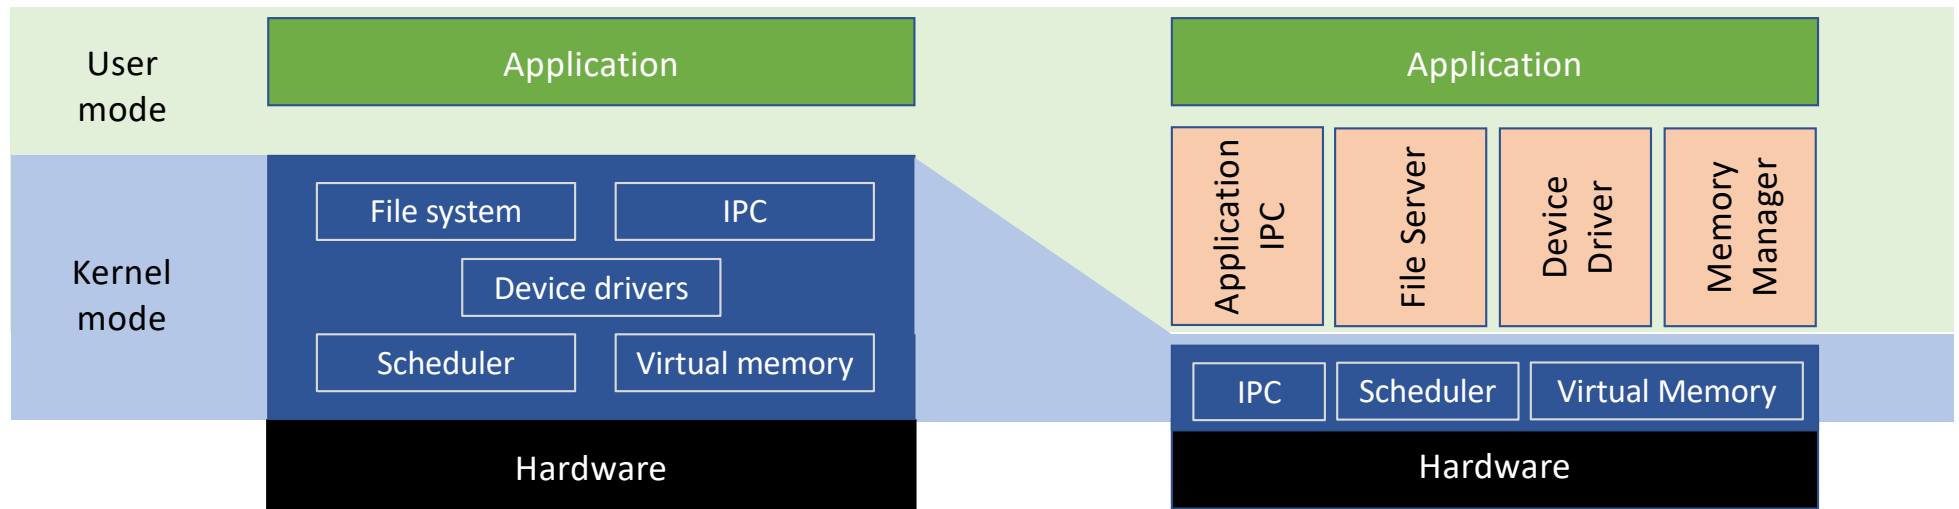 User
mode
Kernel
mode
Application
File system
IPC
Device drivers
Scheduler
Virtual memory
Hardware
Application
Application
IPC
File Server
Device
Driver
Memory
Manager
IPC
Scheduler
Virtual Memory
Hardware